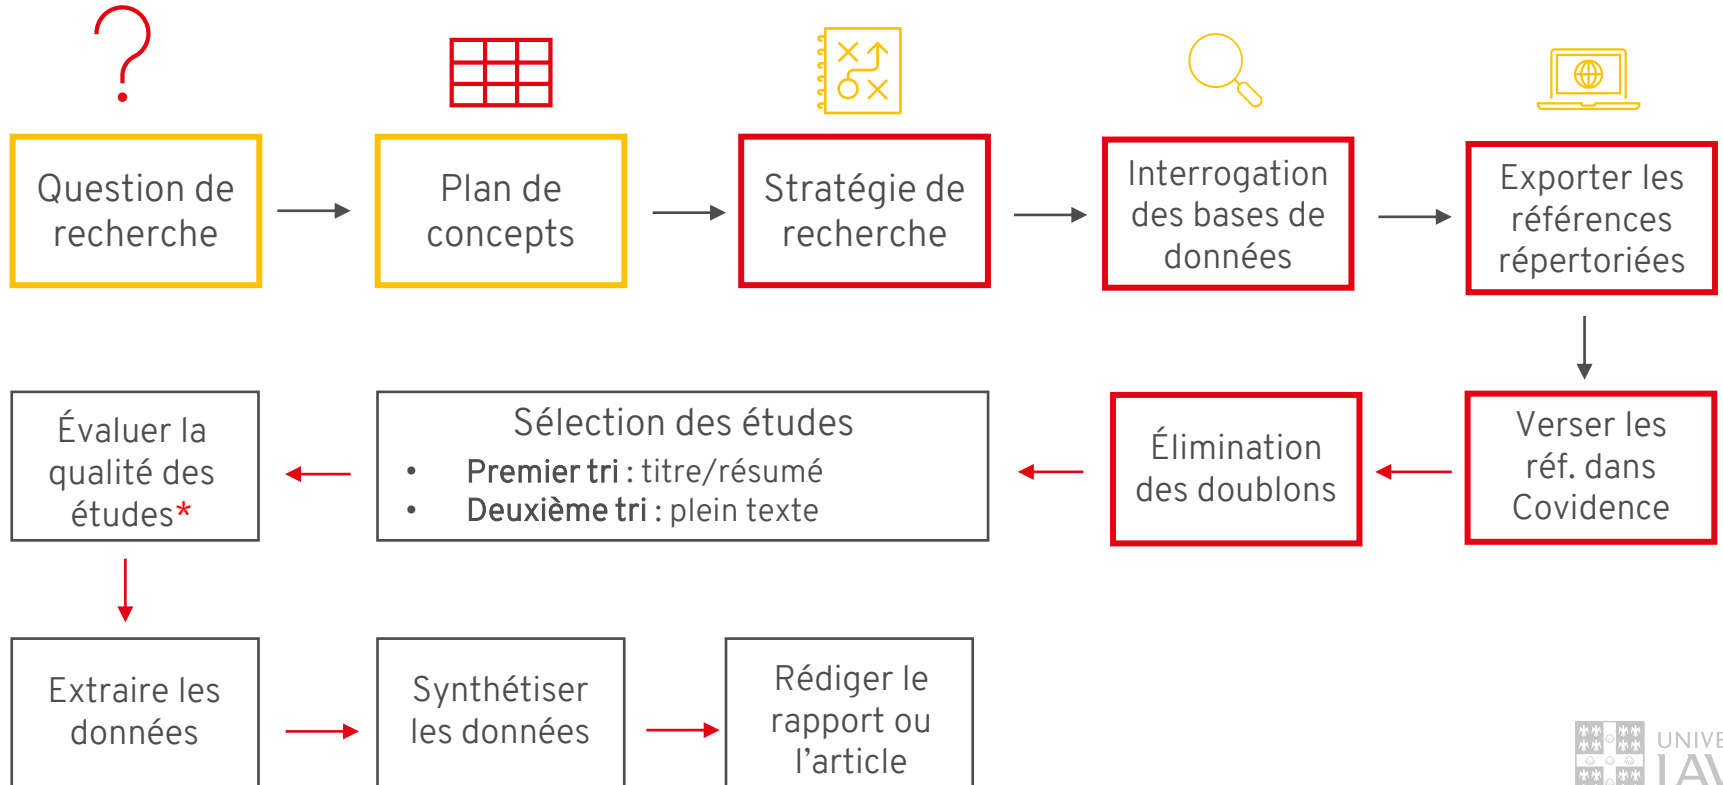 Question de
recherche
Plan de
concepts
Stratégie de
recherche
Interrogation
des bases de
données
Exporter les
références
répertoriées
Verser les
réf. dans
Covidence
Élimination
des doublons
Sélection des études
• Premier tri : titre/résumé
• Deuxième tri : plein texte
Évaluer la
qualité des
études*
Extraire les
données
Synthétiser
les données
Rédiger le
rapport ou
l'article